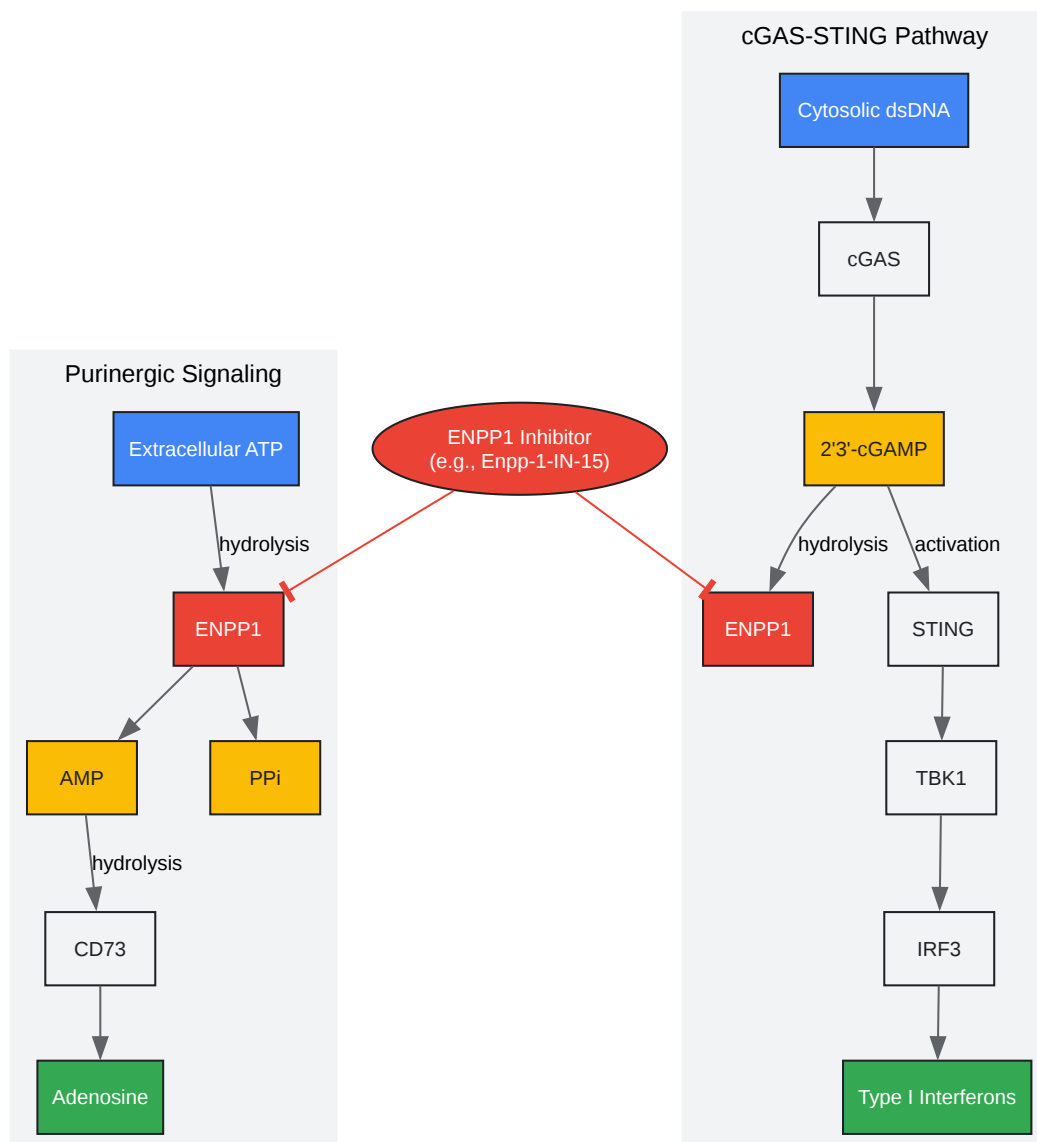 cGAS-STING Pathway
Cytosolic dsDNA
cGAS
2'3'-cGAMP
hydrolysis
activation
ENPP1
STING
TBK1
IRF3
Type I Interferons
ENPP1 Inhibitor
(e.g., Enpp-1-IN-15)
Purinergic Signaling
Extracellular ATP
hydrolysis
ENPP1
AMP
PPi
hydrolysis
CD73
Adenosine